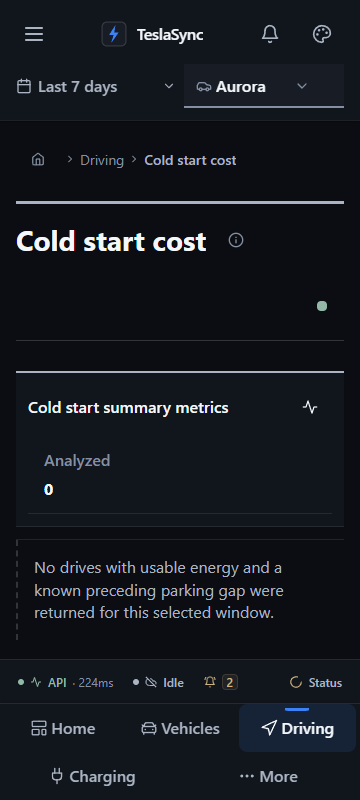 TeslaSync
Last 7 days
Aurora
Driving
Cold start cost
Cold start cost
Cold start summary metrics
Analyzed
0
No drives with usable energy and a
known preceding parking gap were
returned for this selected window.
API · 224ms
Idle
2
Status
Home
Vehicles
Driving
Charging
More